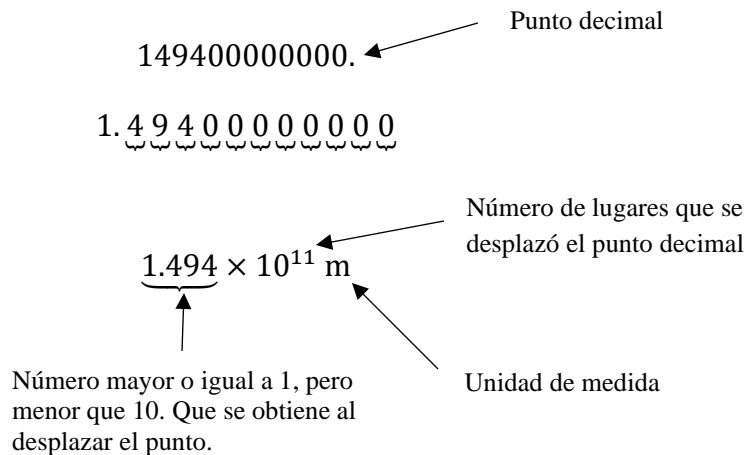 Punto decimal
149400000000.
1. 4 9 4 0 0 0 0 0 0 0 0
Número de lugares que se
desplazó el punto decimal
1.494 × 10¹¹ m
Número mayor o igual a 1, pero
menor que 10. Que se obtiene al
desplazar el punto.
Unidad de medida